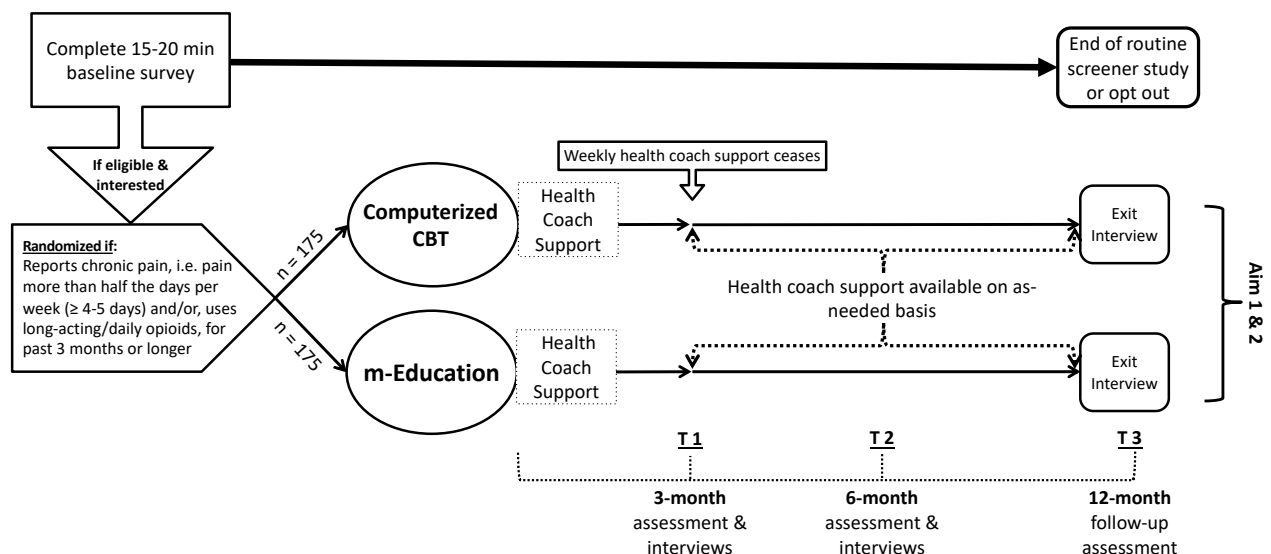 Complete 15-20 min
baseline survey
End of routine
screener study
or opt out
If eligible &
interested
Weekly health coach support ceases
Randomized if:
Reports chronic pain, i.e. pain
more than half the days per
week (≥ 4-5 days) and/or, uses
long-acting/daily opioids, for
past 3 months or longer
n = 175
n = 175
Computerized
CBT
Health
Coach
Support
Exit
Interview
Health coach support available on as-
needed basis
m-Education
Health
Coach
Support
Exit
Interview
Aim 1 & 2
T 1
T 2
T 3
3-month
assessment &
interviews
6-month
assessment &
interviews
12-month
follow-up
assessment